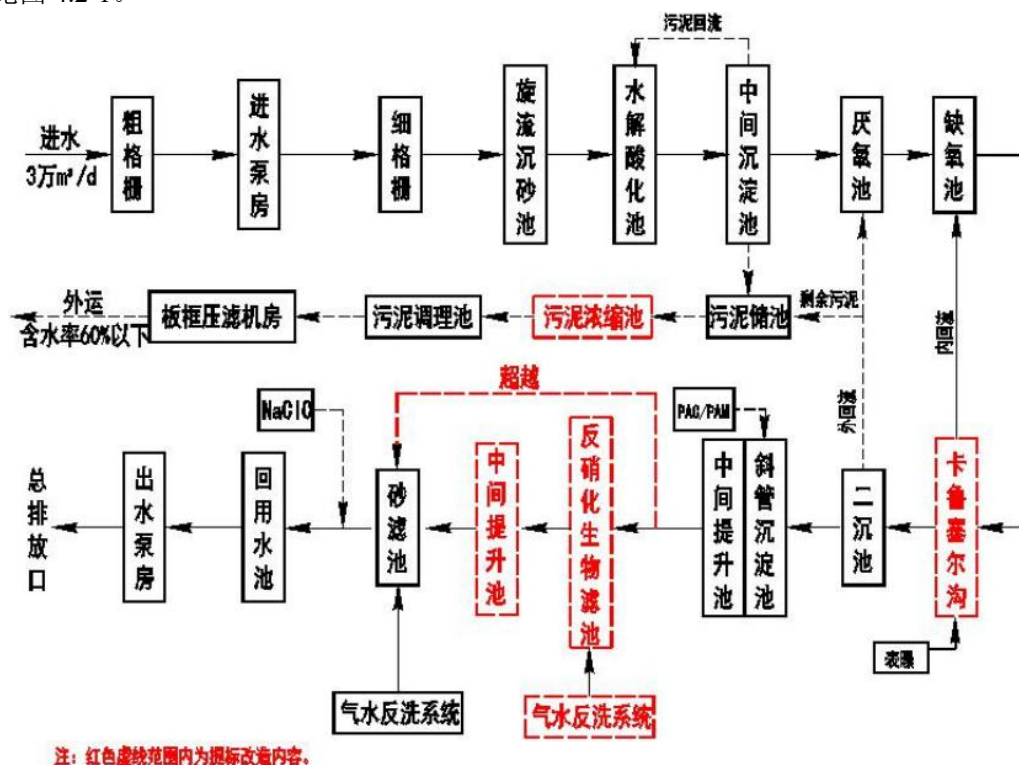 污泥回流
进水
3万m³/d
粗格栅
进水泵房
细格栅
旋流沉砂池
水解酸化池
中间沉淀池
厌氧池
缺氧池
外运
含水率60%以下
板框压滤机房
污泥调理池
污泥浓缩池
污泥储池
剩余污泥
内回流
外回流
超越
NaClO
PAC/PAM
总排放口
出水泵房
回用水池
砂滤池
中间提升池
反硝化生物滤池
中间提升池
斜管沉淀池
二沉池
卡鲁塞尔沟
表曝
气水反洗系统
气水反洗系统
注：红色虚线范围内为提标改造内容。